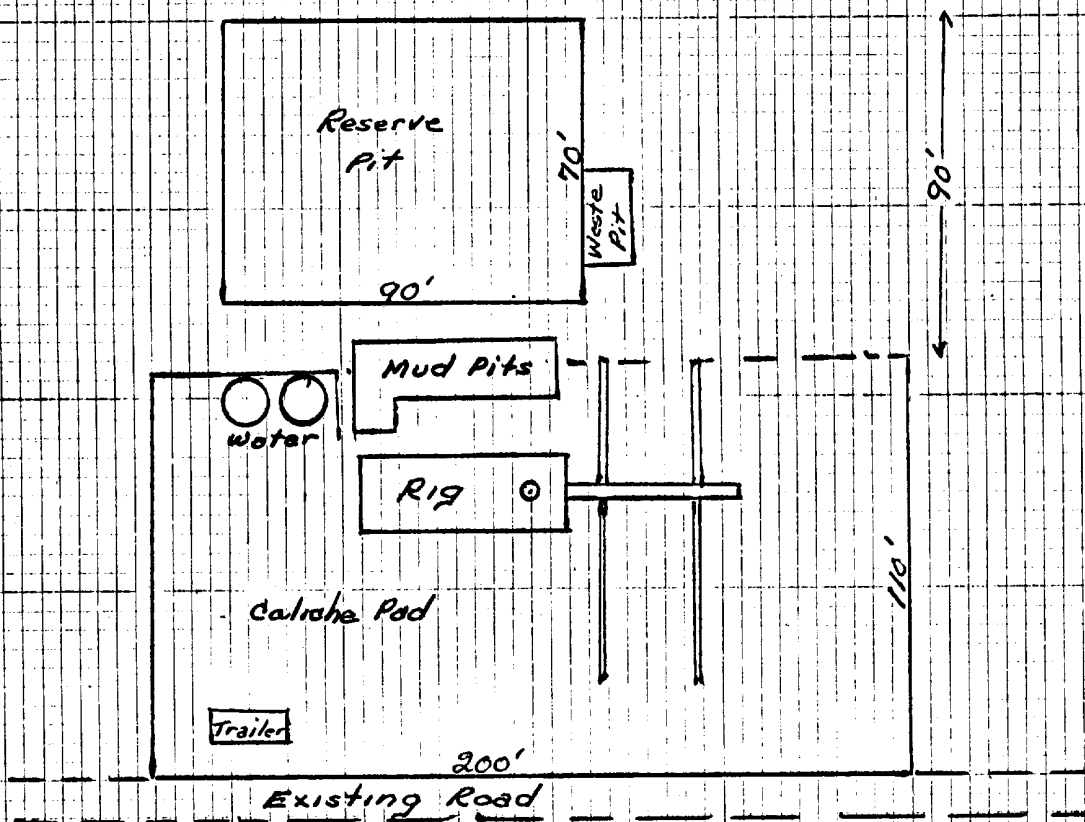 Reserve
Pit
70'
90'
Weste
Pit
90'
Mud Pits
Water
Rig
110'
Caliche Pad
Trailer
200'
Existing Road